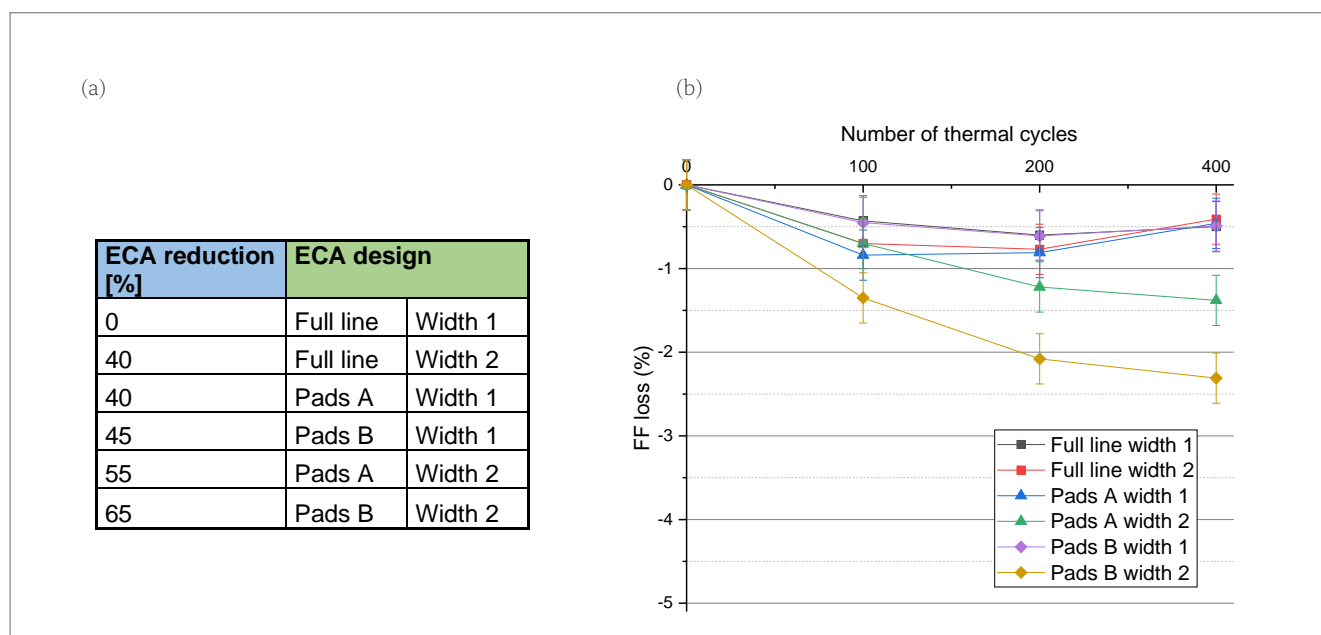 (a)
ECA reduction [%] ECA design
0 Full line Width 1
40 Full line Width 2
40 Pads A Width 1
45 Pads B Width 1
55 Pads A Width 2
65 Pads B Width 2
(b)
Number of thermal cycles
0 100 200 400
0
-1
-2
-3
-4
-5
FF loss (%)
Full line width 1
Full line width 2
Pads A width 1
Pads A width 2
Pads B width 1
Pads B width 2